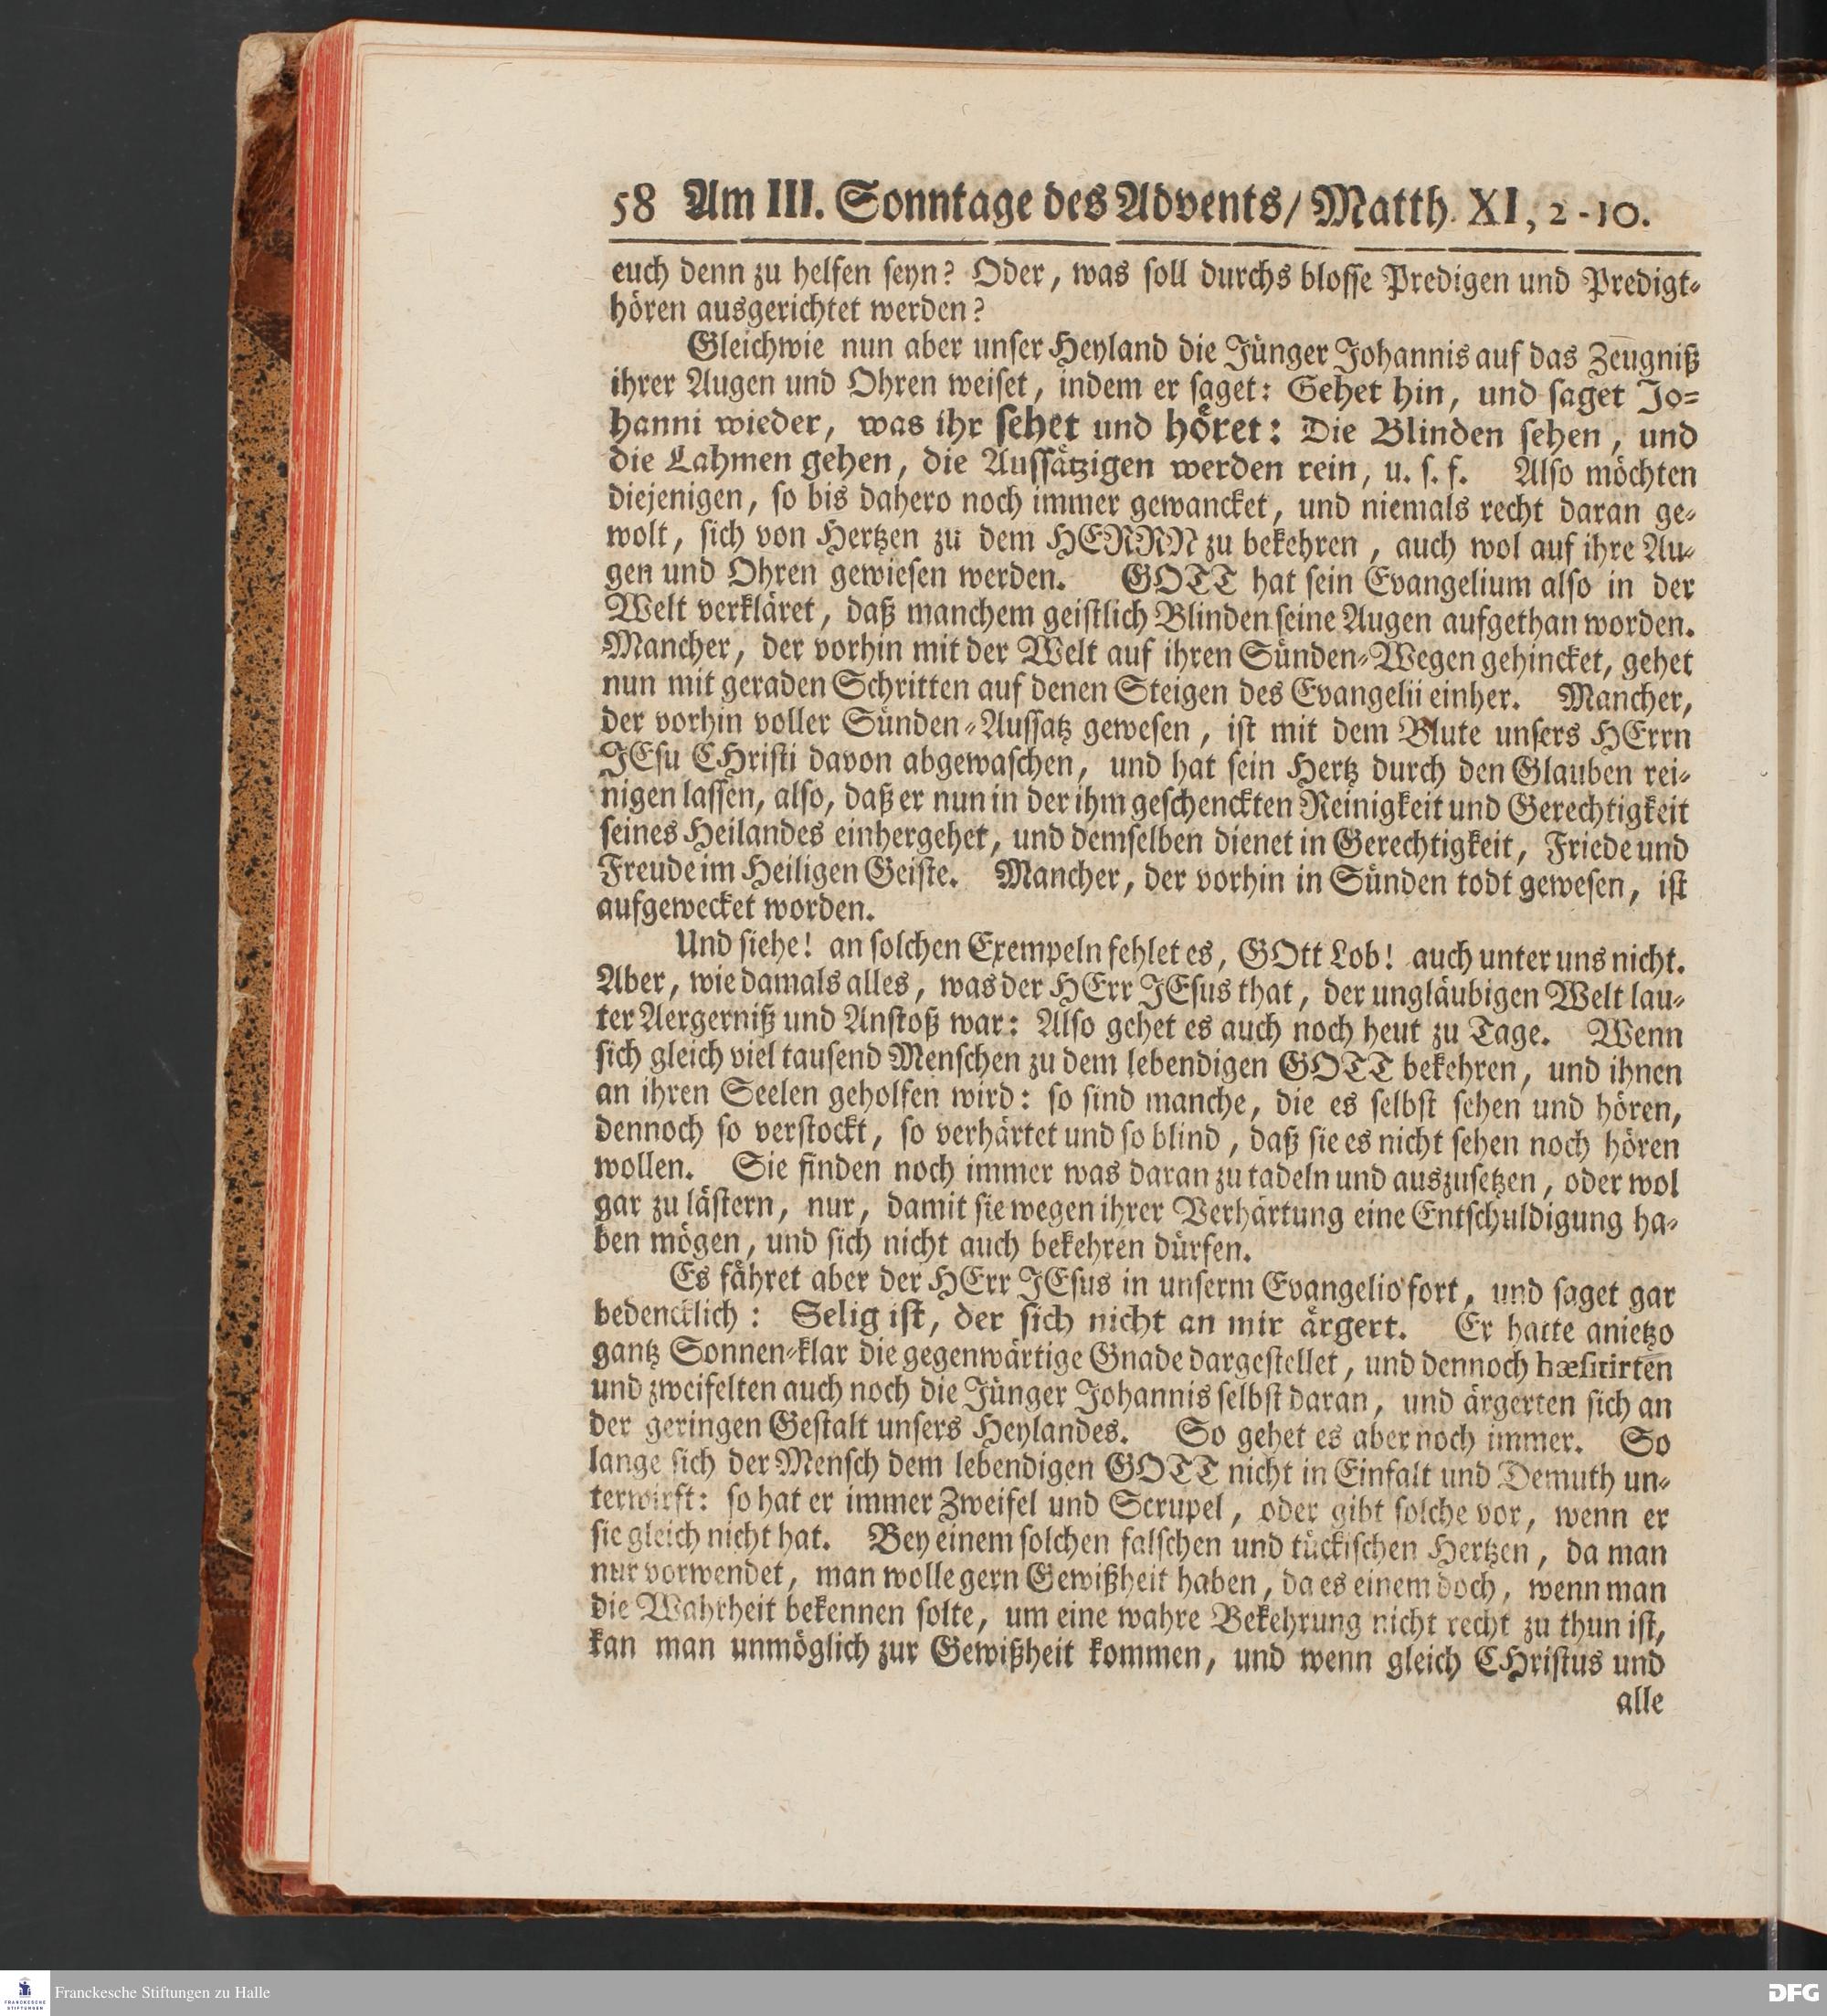 58 Am III. Sonntage des Advents/ Matth. XI, 2-10.
euch denn zu helfen seyn? Oder, was soll durchs blosse Predigen und Predigt-
hören ausgerichtet werden?
Gleichwie nun aber unser Heyland die Jünger Johannis auf das Zeugniß
ihrer Augen und Ohren weiset, indem er saget: Gehet hin, und saget Jo-
hanni wieder, was ihr sehet und höret: Die Blinden sehen, und
die Lahmen gehen, die Aussätzigen werden rein, u. s. f. Also möchten
diejenigen, so bis dahero noch immer gewancket, und niemals recht daran ge-
wolt, sich von Hertzen zu dem HERRN zu bekehren, auch wol auf ihre Au-
gen und Ohren gewiesen werden. GOTT hat sein Evangelium also in der
Welt verkläret, daß manchem geistlich Blinden seine Augen aufgethan worden.
Mancher, der vorhin mit der Welt auf ihren Sünden-Wegen gehincket, gehet
nun mit geraden Schritten auf denen Steigen des Evangelii einher. Mancher,
der vorhin voller Sünden-Aussatz gewesen, ist mit dem Blute unsers HErrn
JEsu CHristi davon abgewaschen, und hat sein Hertz durch den Glauben rei-
nigen lassen, also, daß er nun in der ihm geschenckten Reinigkeit und Gerechtigkeit
seines Heilandes einhergehet, und demselben dienet in Gerechtigkeit, Friede und
Freude im Heiligen Geiste. Mancher, der vorhin in Sünden todt gewesen, ist
aufgewecket worden.
Und siehe! an solchen Exempeln fehlet es, GOtt Lob! auch unter uns nicht.
Aber, wie damals alles, was der HErr JEsus that, der ungläubigen Welt lau-
ter Aergerniß und Anstoß war: Also gehet es auch noch heut zu Tage. Wenn
sich gleich viel tausend Menschen zu dem lebendigen GOTT bekehren, und ihnen
an ihren Seelen geholfen wird: so sind manche, die es selbst sehen und hören,
dennoch so verstockt, so verhärtet und so blind, daß sie es nicht sehen noch hören
wollen. Sie finden noch immer was daran zu tadeln und auszusetzen, oder wol
gar zu lästern, nur, damit sie wegen ihrer Verhärtung eine Entschuldigung ha-
ben mögen, und sich nicht auch bekehren dürfen.
Es fähret aber der HErr JEsus in unserm Evangelio fort, und saget gar
bedencklich: Selig ist, der sich nicht an mir ärgert. Er hatte anietzo
gantz Sonnen-klar die gegenwärtige Gnade dargestellet, und dennoch hæsitirten
und zweifelten auch noch die Jünger Johannis selbst daran, und ärgerten sich an
der geringen Gestalt unsers Heylandes. So gehet es aber noch immer. So
lange sich der Mensch dem lebendigen GOTT nicht in Einfalt und Demuth un-
terwirft: so hat er immer Zweifel und Scrupel, oder gibt solche vor, wenn er
sie gleich nicht hat. Bey einem solchen falschen und tückischen Hertzen, da man
nur vorwendet, man wolle gern Gewißheit haben, da es einem doch, wenn man
die Wahrheit bekennen solte, um eine wahre Bekehrung nicht recht zu thun ist,
kan man unmöglich zur Gewißheit kommen, und wenn gleich CHristus und
alle
FRANCKESCHE
STIFTUNGEN
Franckesche Stiftungen zu Halle
DFG